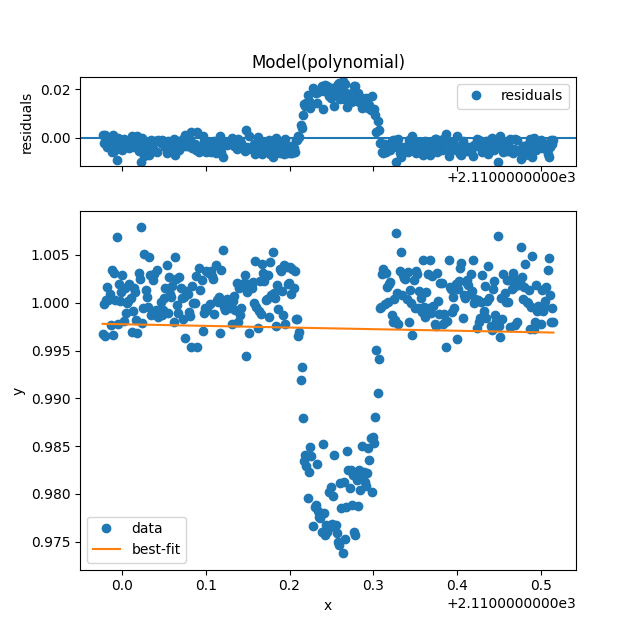 Model(polynomial)
residuals
0.02
0.00
residuals
+2.1100000000e3
y
1.005
1.000
0.995
0.990
0.985
0.980
0.975
data
best-fit
0.0 0.1 0.2 0.3 0.4 0.5
x
+2.1100000000e3